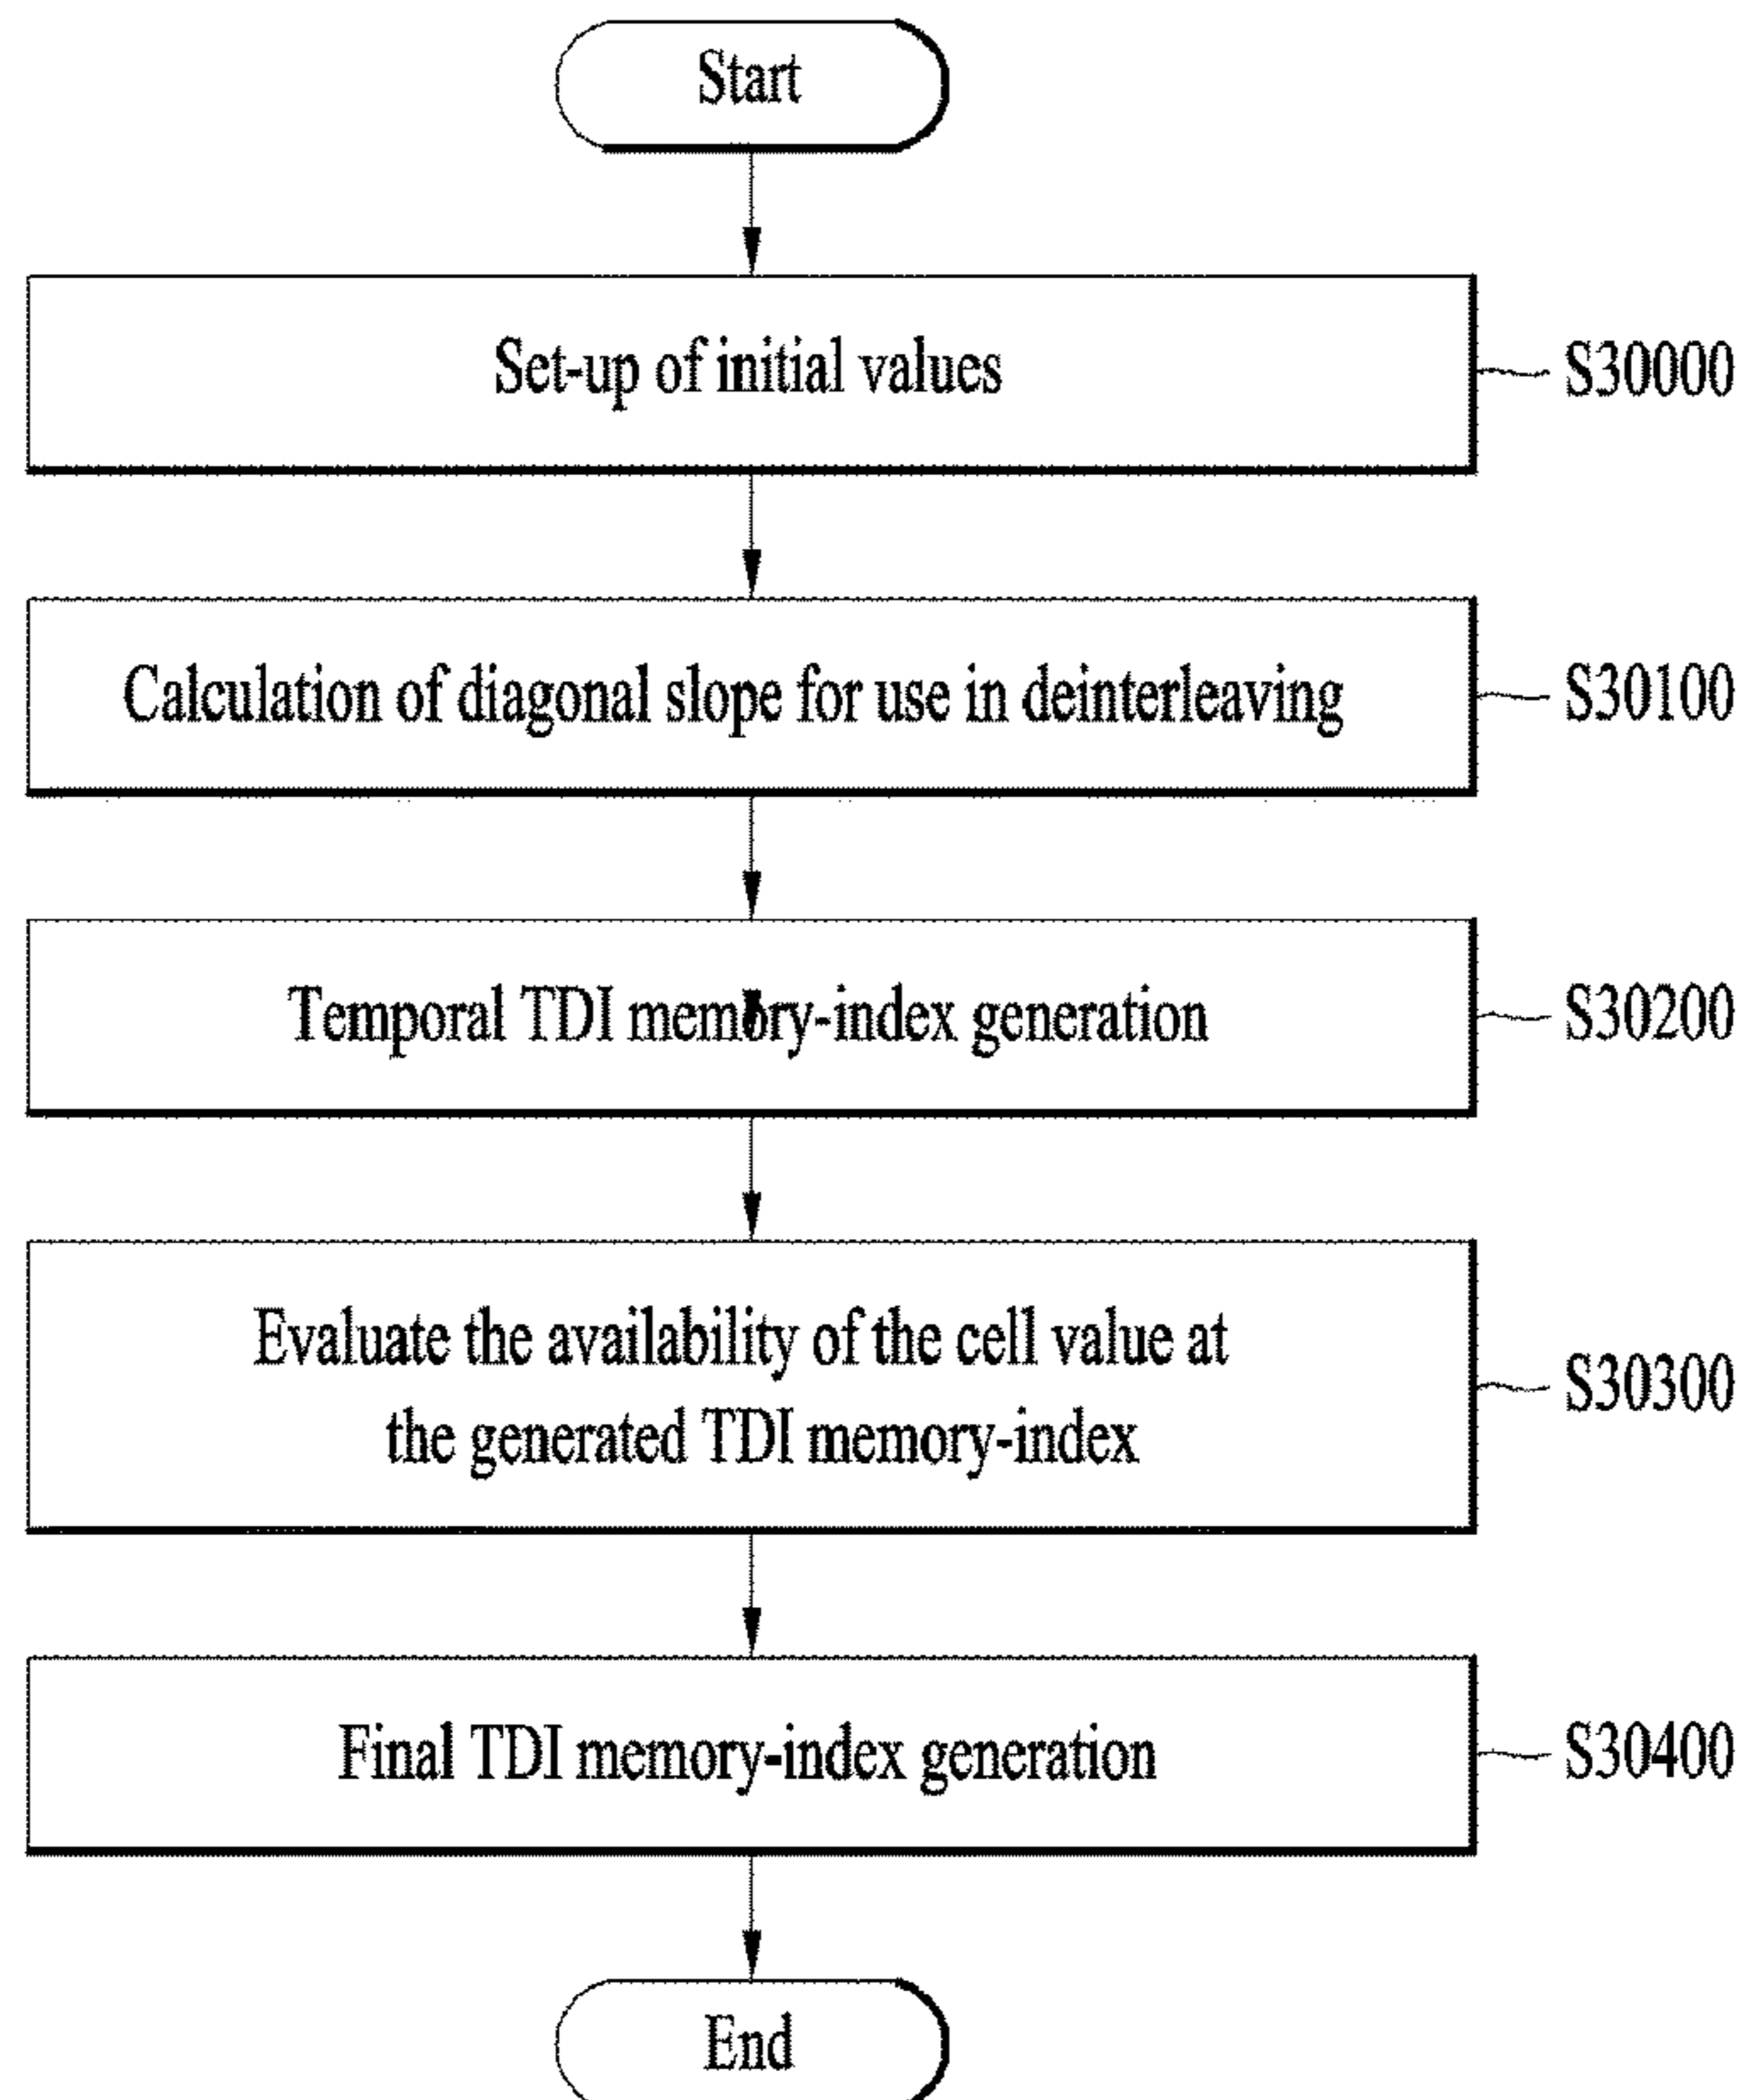 Start
Set-up of initial values
S30000
Calculation of diagonal slope for use in deinterleaving
S30100
Temporal TDI memory-index generation
S30200
Evaluate the availability of the cell value at
the generated TDI memory-index
S30300
Final TDI memory-index generation
S30400
End